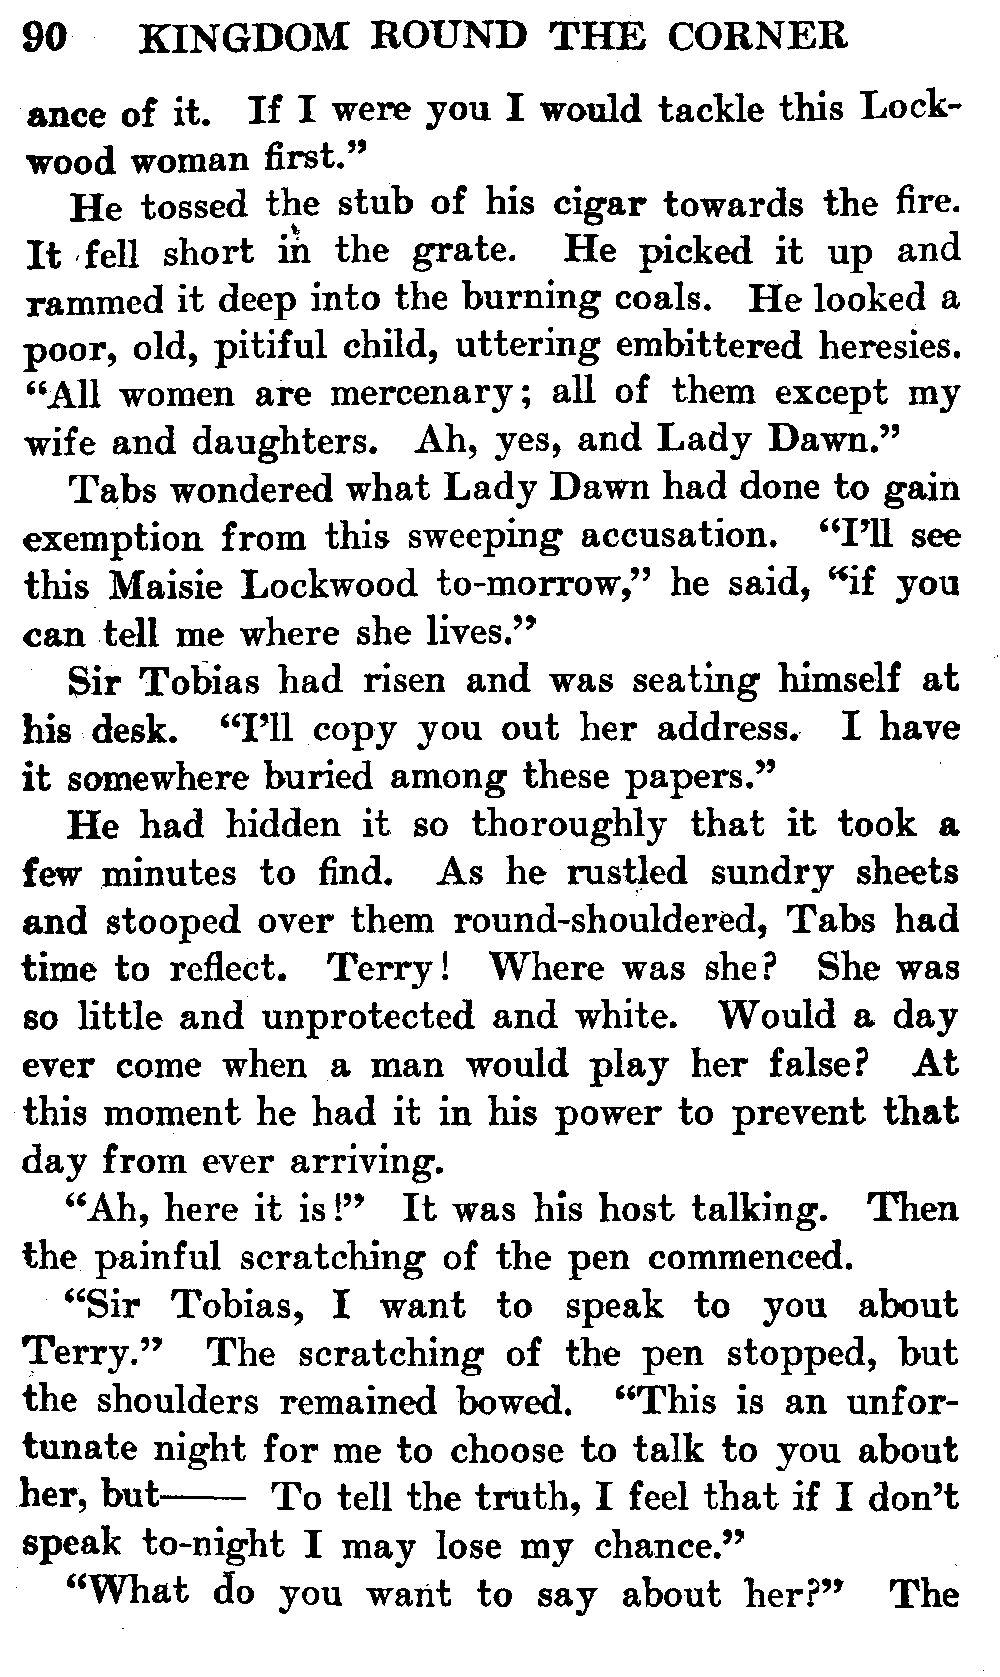 90 KINGDOM ROUND THE CORNER
ance of it. If I were you I would tackle this Lock-
wood woman first.”
He tossed the stub of his cigar towards the fire.
It fell short in the grate. He picked it up and
rammed it deep into the burning coals. He looked a
poor, old, pitiful child, uttering embittered heresies.
“All women are mercenary; all of them except my
wife and daughters. Ah, yes, and Lady Dawn.”
Tabs wondered what Lady Dawn had done to gain
exemption from this sweeping accusation. “I’ll see
this Maisie Lockwood to-morrow,” he said, “if you
can tell me where she lives.”
Sir Tobias had risen and was seating himself at
his desk. “I’ll copy you out her address. I have
it somewhere buried among these papers.”
He had hidden it so thoroughly that it took a
few minutes to find. As he rustled sundry sheets
and stooped over them round-shouldered, Tabs had
time to reflect. Terry! Where was she? She was
so little and unprotected and white. Would a day
ever come when a man would play her false? At
this moment he had it in his power to prevent that
day from ever arriving.
“Ah, here it is!” It was his host talking. Then
the painful scratching of the pen commenced.
“Sir Tobias, I want to speak to you about
Terry.” The scratching of the pen stopped, but
the shoulders remained bowed. “This is an unfor-
tunate night for me to choose to talk to you about
her, but—— To tell the truth, I feel that if I don’t
speak to-night I may lose my chance.”
“What do you want to say about her?” The